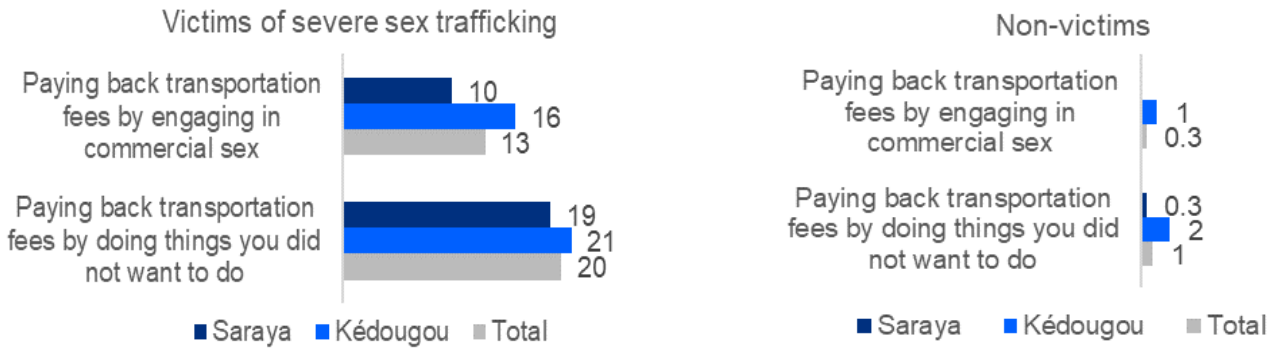 Victims of severe sex trafficking
Paying back transportation
fees by engaging in
commercial sex
10
16
13
Paying back transportation
fees by doing things you did
not want to do
19
21
20
Saraya Kédougou Total
Non-victims
Paying back transportation
fees by engaging in
commercial sex
1
0.3
Paying back transportation
fees by doing things you did
not want to do
0.3
2
1
Saraya Kédougou Total